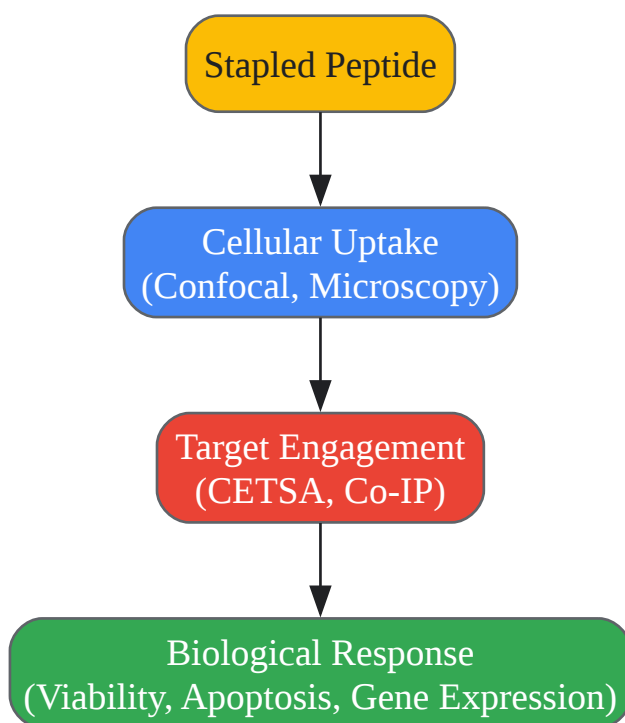 Stapled Peptide
Cellular Uptake
(Confocal, Microscopy)
Target Engagement
(CETSA, Co-IP)
Biological Response
(Viability, Apoptosis, Gene Expression)